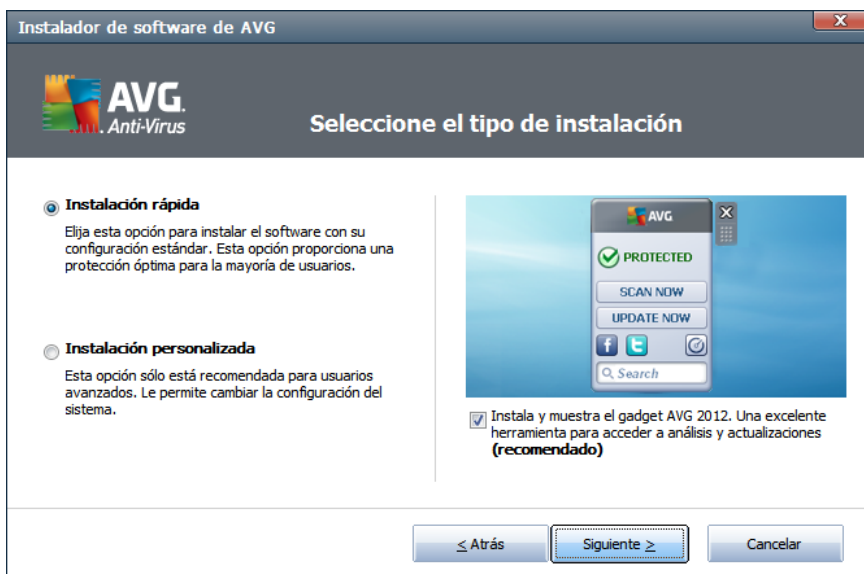 Instalador de software de AVG
X
AVG.
Anti-Virus
Seleccione el tipo de instalación
Instalación rápida
Elija esta opción para instalar el software con su
configuración estándar. Esta opción proporciona una
protección óptima para la mayoría de usuarios.
Instalación personalizada
Esta opción sólo está recomendada para usuarios
avanzados. Le permite cambiar la configuración del
sistema.
AVG
PROTECTED
SCAN NOW
UPDATE NOW
Search
Instala y muestra el gadget AVG 2012. Una excelente
herramienta para acceder a análisis y actualizaciones
(recomendado)
< Atrás
Siguiente >
Cancelar